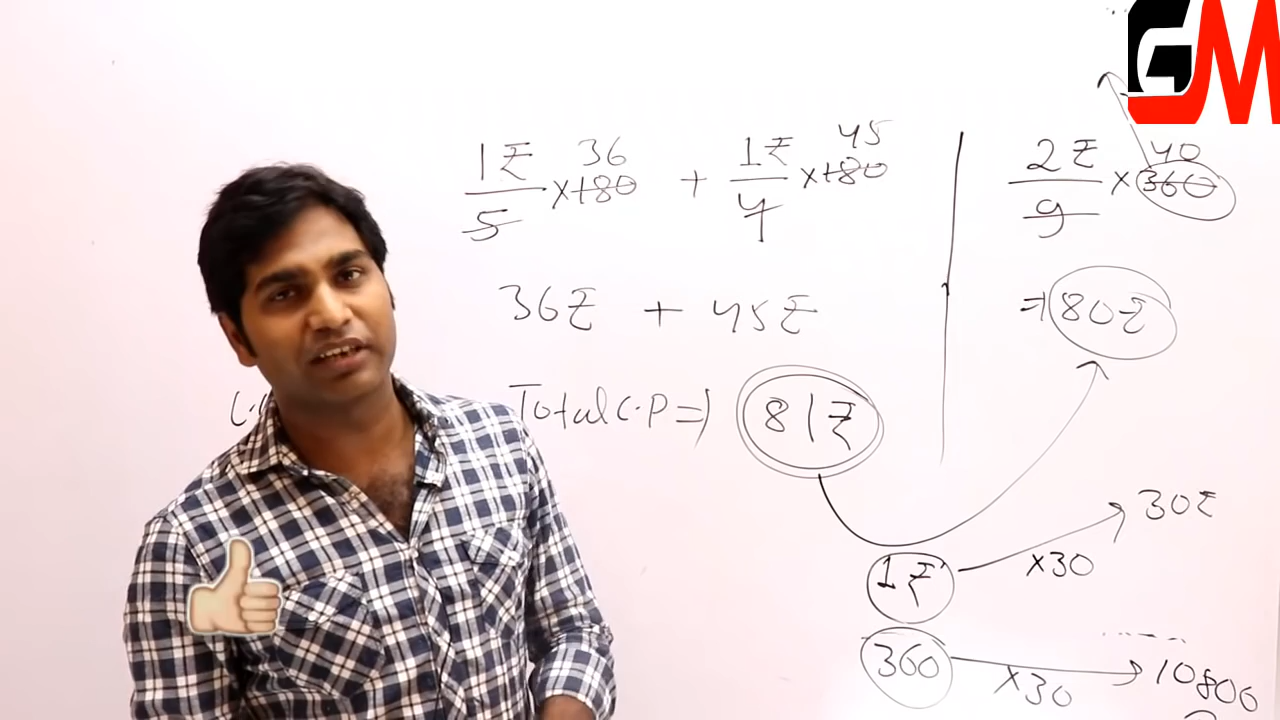 GM
36 45 40
1₹/5 × 180 + 1₹/4 × 180 2₹/9 × 360
36₹ + 45₹ ⇒ 80₹
Total C.P ⇒ 81₹
30₹
1₹ ×30
360 ×30 10800